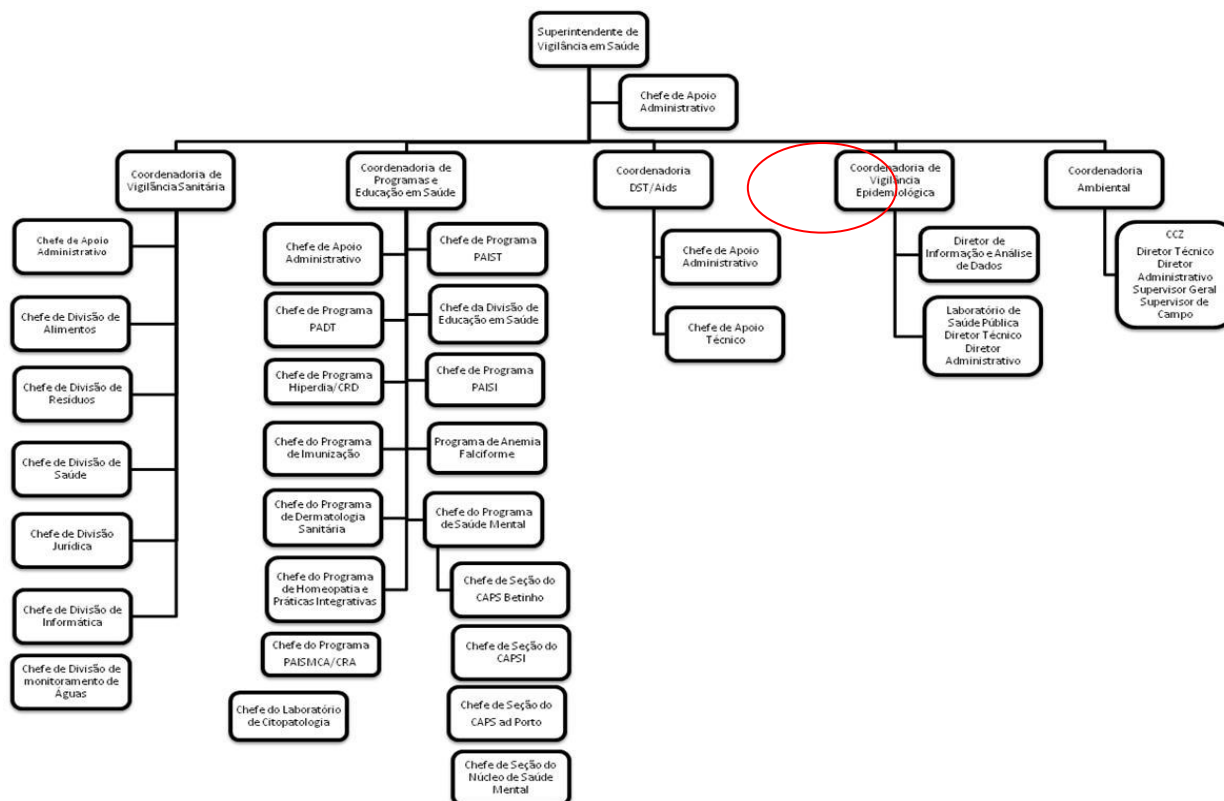 Superintendente de
Vigilância em Saúde
Chefe de Apoio
Administrativo
Coordenadoria de
Vigilância Sanitária
Chefe de Apoio
Administrativo
Chefe de Divisão de
Alimentos
Chefe de Divisão de
Resíduos
Chefe de Divisão de
Saúde
Chefe de Divisão
Jurídica
Chefe de Divisão de
Informática
Chefe de Divisão de
monitoramento de
Águas
Coordenadoria de
Programas e
Educação em Saúde
Chefe de Apoio
Administrativo
Chefe de Programa
PADT
Chefe de Programa
Hiperdia/CRD
Chefe do Programa
de Imunização
Chefe do Programa
de Dermatologia
Sanitária
Chefe do Programa
de Homeopatia e
Práticas Integrativas
Chefe do Programa
PAISMCA/CRA
Chefe do Laboratório
de Citopatologia
Chefe de Programa
PAIST
Chefe da Divisão de
Educação em Saúde
Chefe de Programa
PAISI
Programa de Anemia
Falciforme
Chefe do Programa
de Saúde Mental
Chefe de Seção do
CAPS Betinho
Chefe de Seção do
CAPSI
Chefe de Seção do
CAPS ad Porto
Chefe de Seção do
Núcleo de Saúde
Mental
Coordenadoria
DST/Aids
Chefe de Apoio
Administrativo
Chefe de Apoio
Técnico
Coordenadoria de
Vigilância
Epidemiológica
Diretor de
Informação e Análise
de Dados
Laboratório de
Saúde Pública
Diretor Técnico
Diretor
Administrativo
Coordenadoria
Ambiental
CCZ
Diretor Técnico
Diretor
Administrativo
Supervisor Geral
Supervisor de
Campo